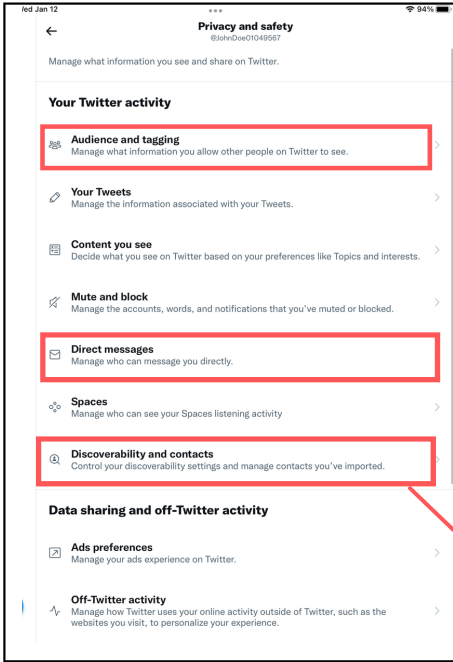 Wed Jan 12
94%
Privacy and safety
@JohnDoe01049567
Manage what information you see and share on Twitter.
Your Twitter activity
Audience and tagging
Manage what information you allow other people on Twitter to see.
Your Tweets
Manage the information associated with your Tweets.
Content you see
Decide what you see on Twitter based on your preferences like Topics and interests.
Mute and block
Manage the accounts, words, and notifications that you've muted or blocked.
Direct messages
Manage who can message you directly.
Spaces
Manage who can see your Spaces listening activity
Discoverability and contacts
Control your discoverability settings and manage contacts you've imported.
Data sharing and off-Twitter activity
Ads preferences
Manage your ads experience on Twitter.
Off-Twitter activity
Manage how Twitter uses your online activity outside of Twitter, such as the
websites you visit, to personalize your experience.